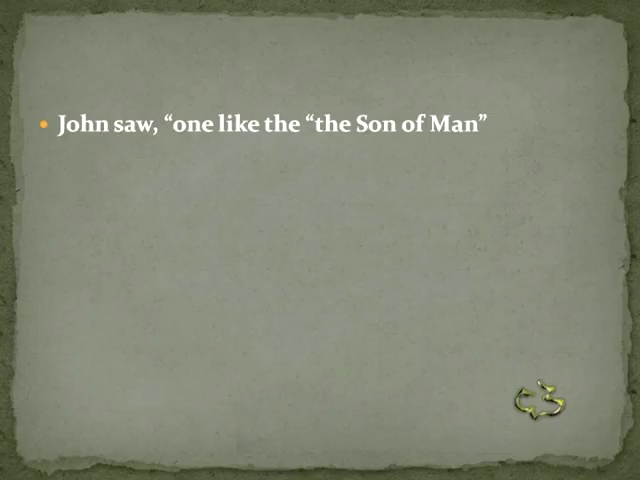 John saw, “one like the “the Son of Man”